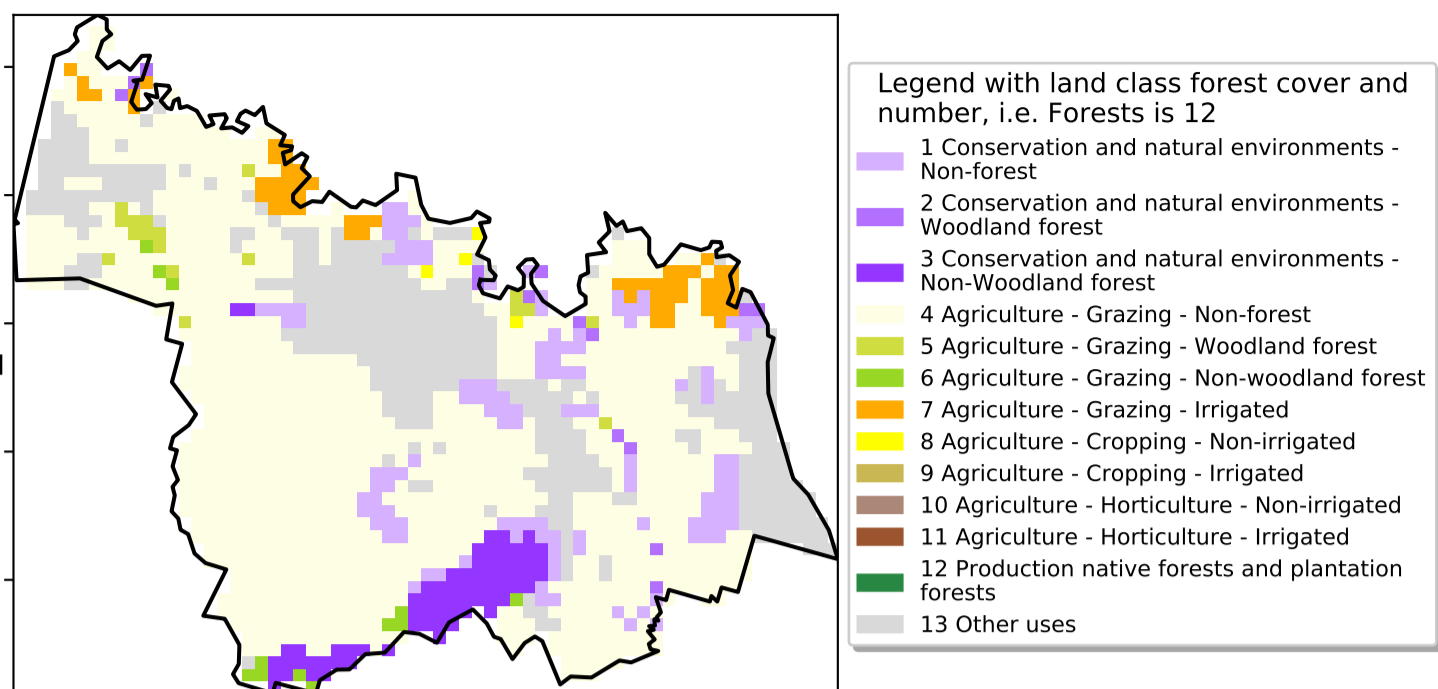 Legend with land class forest cover and
number, i.e. Forests is 12
1 Conservation and natural environments -
Non-forest
2 Conservation and natural environments -
Woodland forest
3 Conservation and natural environments -
Non-Woodland forest
4 Agriculture - Grazing - Non-forest
5 Agriculture - Grazing - Woodland forest
6 Agriculture - Grazing - Non-woodland forest
7 Agriculture - Grazing - Irrigated
8 Agriculture - Cropping - Non-irrigated
9 Agriculture - Cropping - Irrigated
10 Agriculture - Horticulture - Non-irrigated
11 Agriculture - Horticulture - Irrigated
12 Production native forests and plantation
forests
13 Other uses